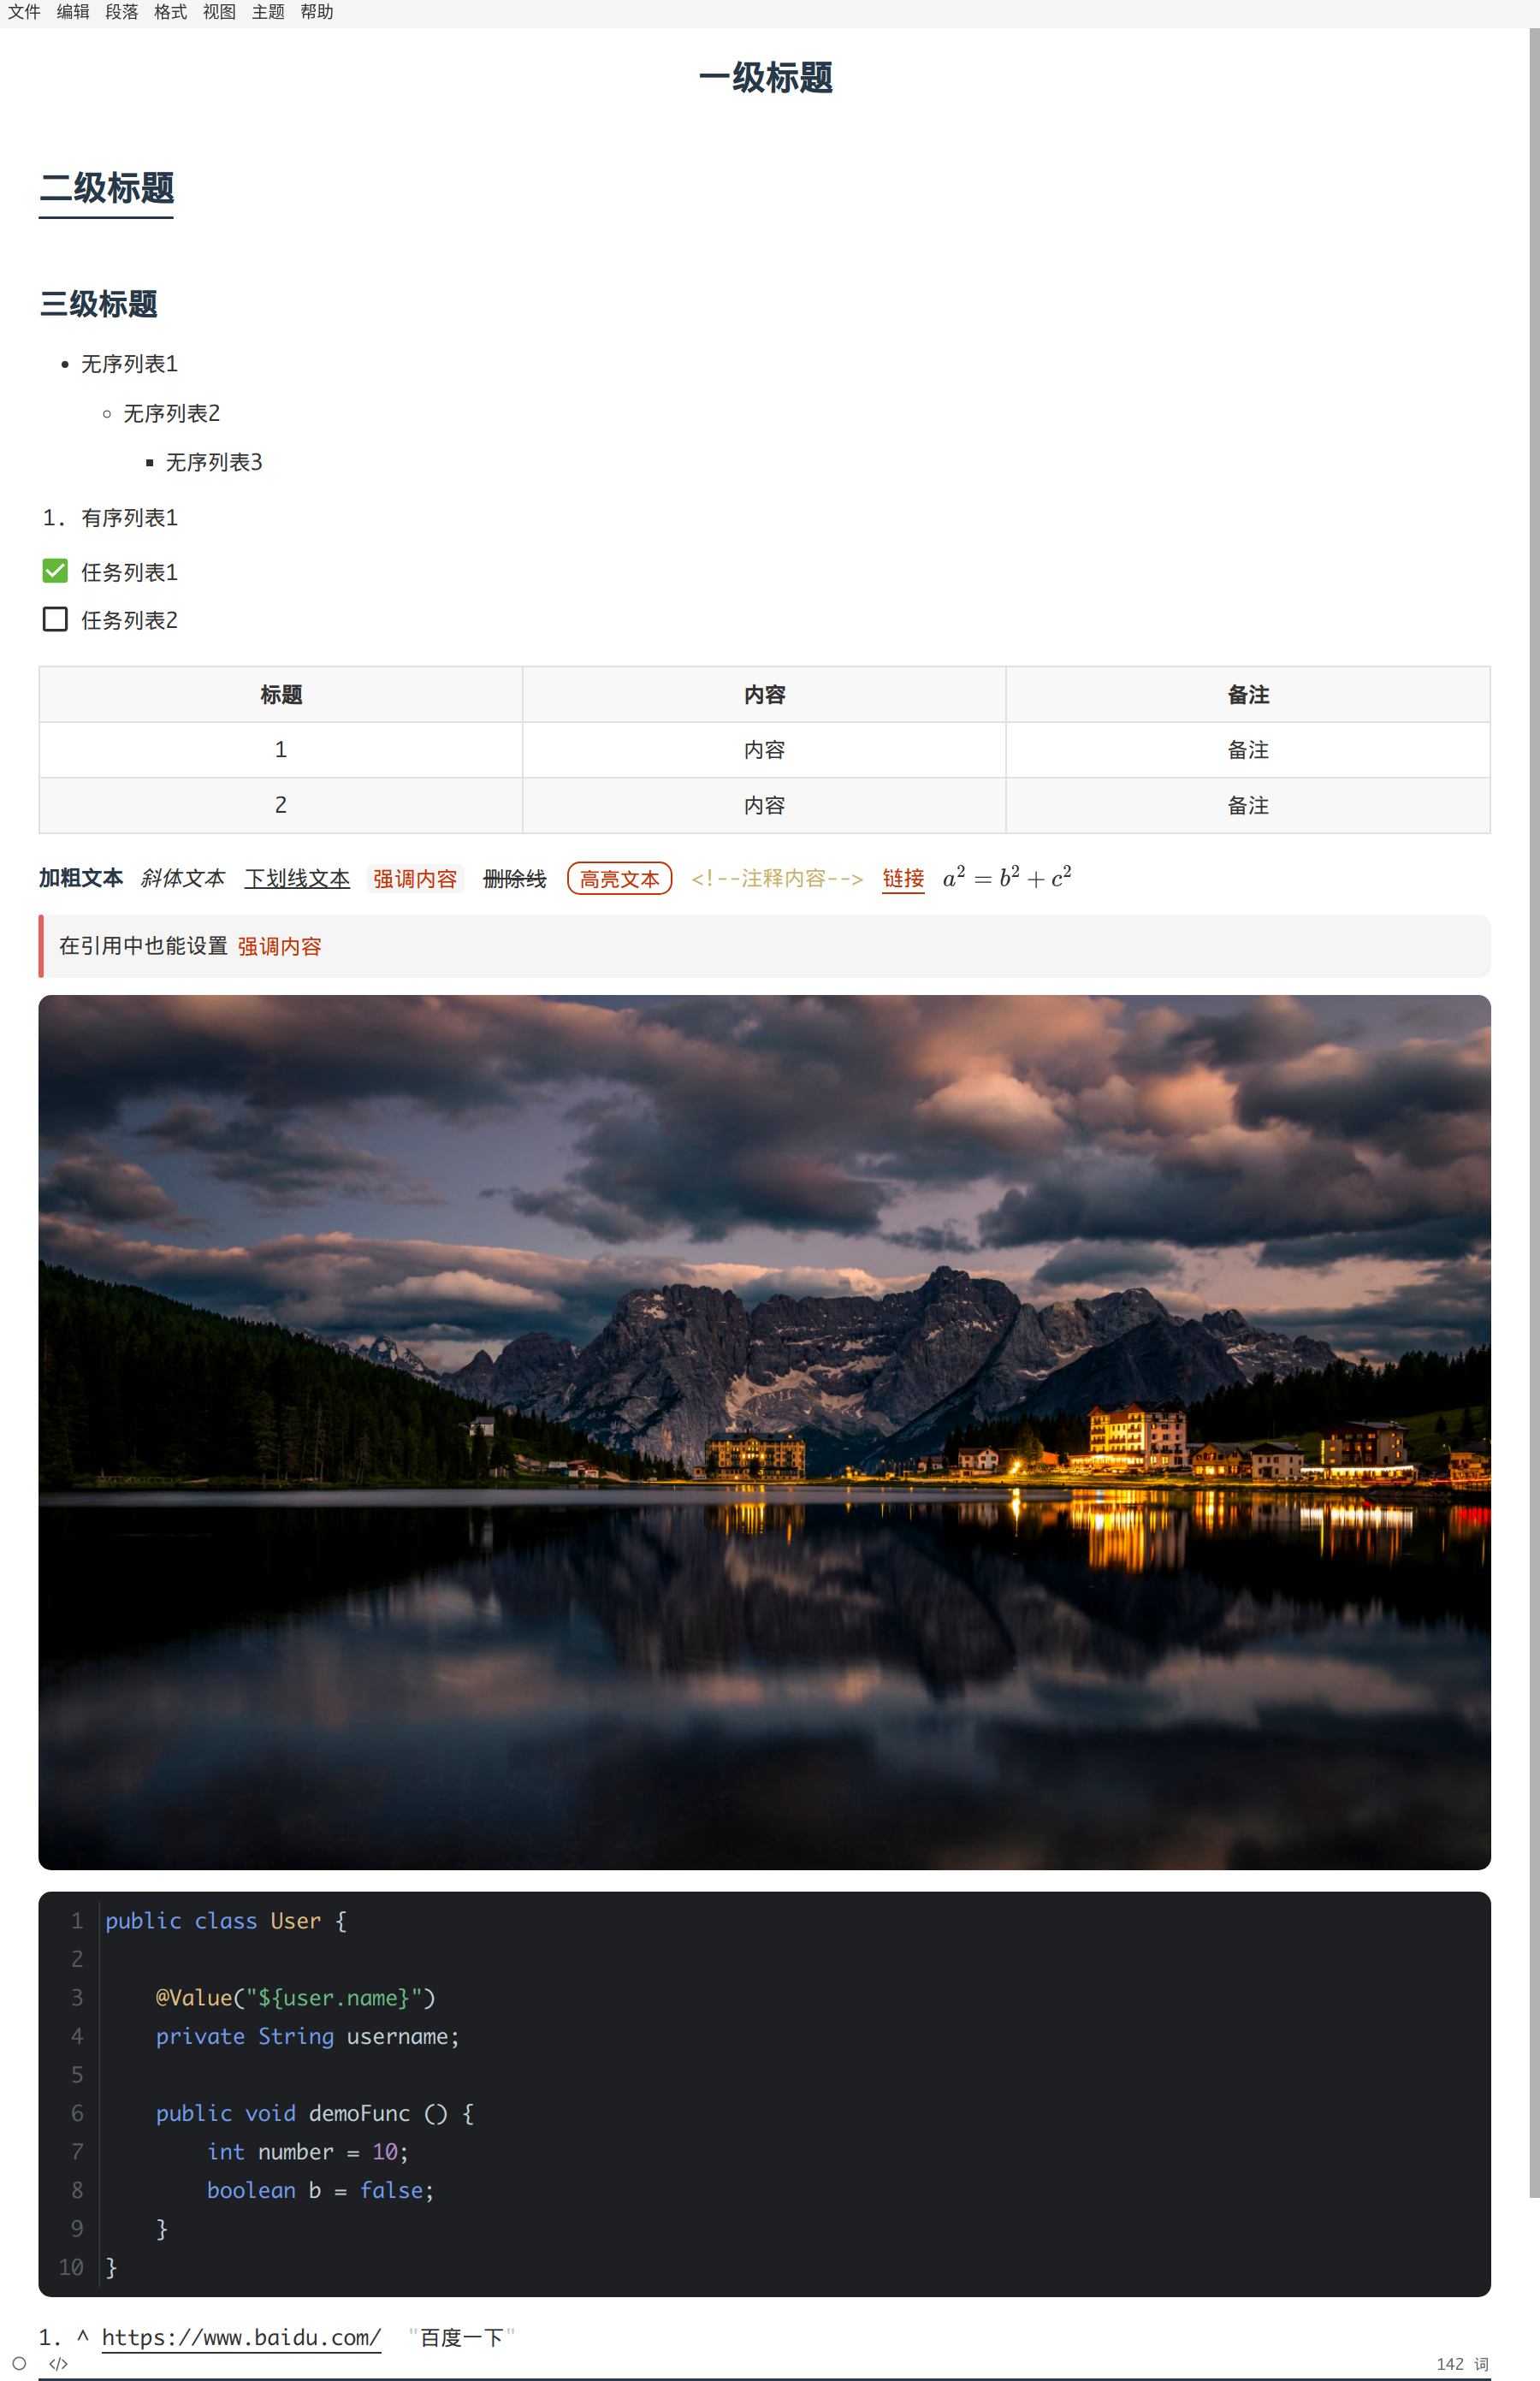 文件 编辑 段落 格式 视图 主题 帮助
一级标题
二级标题
三级标题
• 无序列表1
◦ 无序列表2
▪ 无序列表3
1. 有序列表1
任务列表1
任务列表2
标题 内容 备注
1 内容 备注
2 内容 备注
加粗文本 斜体文本 下划线文本 强调内容 删除线 高亮文本 <!--注释内容--> 链接 a² = b² + c²
在引用中也能设置 强调内容
1 public class User {
2
3     @Value("${user.name}")
4     private String username;
5
6     public void demoFunc () {
7         int number = 10;
8         boolean b = false;
9     }
10 }
1. ^ https://www.baidu.com/ "百度一下"
</> 142 词